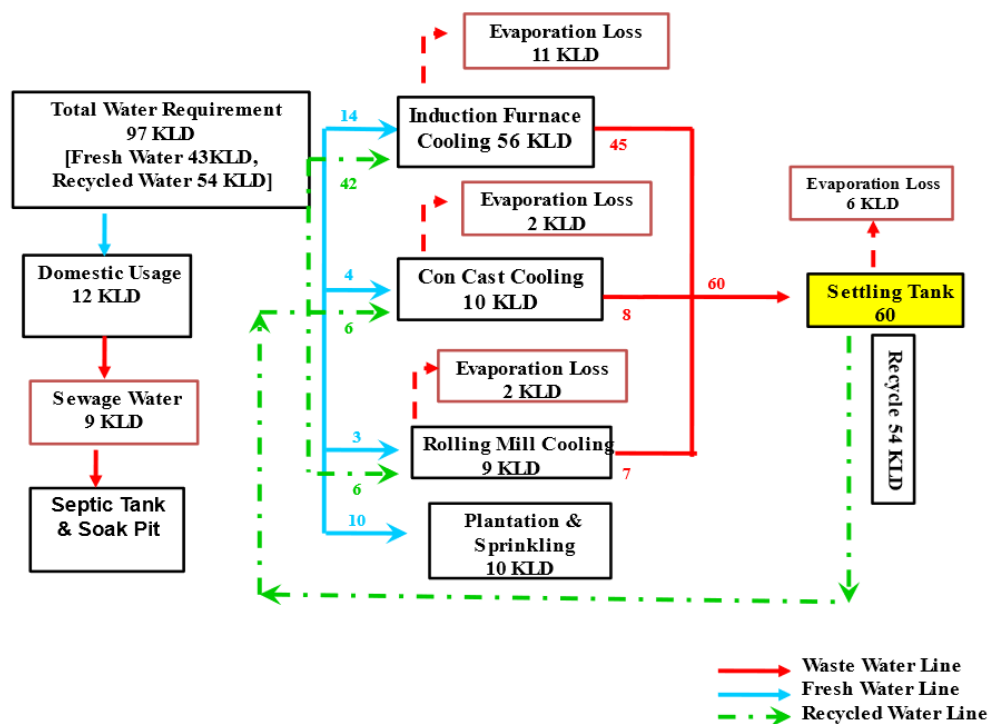 Evaporation Loss
11 KLD
Total Water Requirement
97 KLD
[Fresh Water 43KLD,
Recycled Water 54 KLD]
14
Induction Furnace
Cooling 56 KLD
45
42
Evaporation Loss
2 KLD
Evaporation Loss
6 KLD
Domestic Usage
12 KLD
4
Con Cast Cooling
10 KLD
6
8
60
Settling Tank
60
Recycle 54 KLD
Evaporation Loss
2 KLD
Sewage Water
9 KLD
3
Rolling Mill Cooling
9 KLD
6
7
Septic Tank
& Soak Pit
10
Plantation &
Sprinkling
10 KLD
Waste Water Line
Fresh Water Line
Recycled Water Line